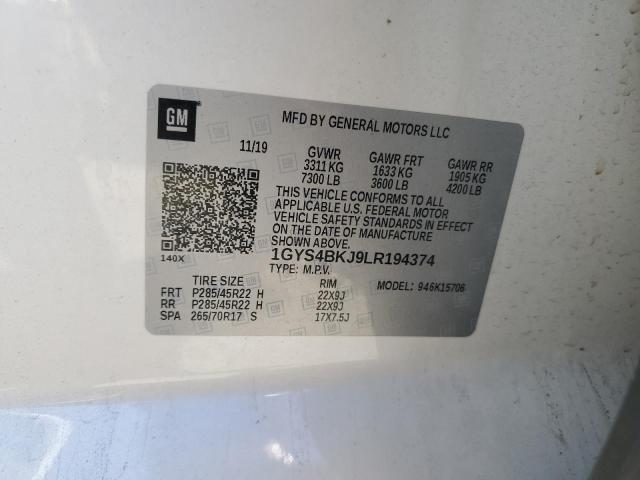 GM
MFD BY GENERAL MOTORS LLC
11/19 GVWR GAWR FRT GAWR RR
3311 KG 1633 KG 1905 KG
7300 LB 3600 LB 4200 LB
THIS VEHICLE CONFORMS TO ALL
APPLICABLE U.S. FEDERAL MOTOR
VEHICLE SAFETY STANDARDS IN EFFECT
ON THE DATE OF MANUFACTURE
SHOWN ABOVE.
140X 1GYS4BKJ9LR194374
TYPE: M.P.V. MODEL: 946K15706
TIRE SIZE RIM
FRT P285/45R22 H 22X9J
RR P285/45R22 H 22X9J
SPA 265/70R17 S 17X7.5J